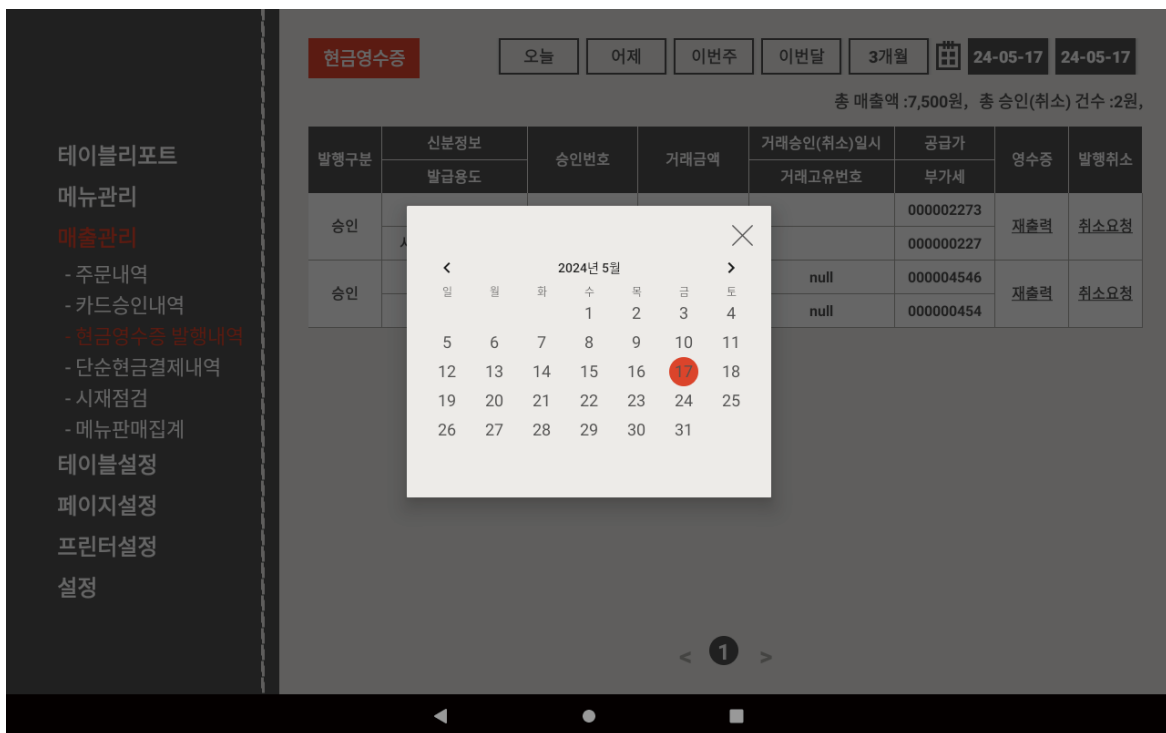 현금영수증 오늘 어제 이번주 이번달 3개월 24-05-17 24-05-17
총 매출액 :7,500원, 총 승인(취소) 건수 :2원,
테이블리포트
메뉴관리
매출관리
- 주문내역
- 카드승인내역
- 현금영수증 발행내역
- 단순현금결제내역
- 시재점검
- 메뉴판매집계
테이블설정
페이지설정
프린터설정
설정
발행구분 신분정보 승인번호 거래금액 거래승인(취소)일시 공급가 영수증 발행취소
발급용도 거래고유번호 부가세
승인 000002273 재출력 취소요청
000000227
승인 null 000004546 재출력 취소요청
null 000000454
< 2024년 5월 >
일 월 화 수 목 금 토
1 2 3 4
5 6 7 8 9 10 11
12 13 14 15 16 17 18
19 20 21 22 23 24 25
26 27 28 29 30 31
< 1 >